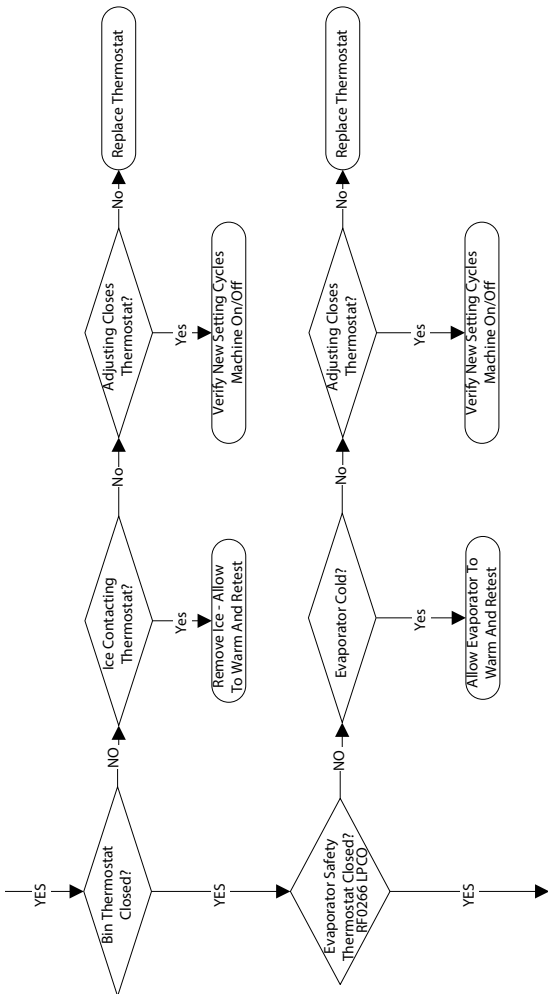 YES
Bin Thermostat
Closed?
NO
Ice Contacting
Thermostat?
No
Adjusting Closes
Thermostat?
No
Replace Thermostat
Yes
Remove Ice - Allow
To Warm And Retest
Yes
Verify New Setting Cycles
Machine On/Off
YES
Evaporator Safety
Thermostat Closed?
RF0266 LPCO
NO
Evaporator Cold?
No
Adjusting Closes
Thermostat?
No
Replace Thermostat
Yes
Allow Evaporator To
Warm And Retest
Yes
Verify New Setting Cycles
Machine On/Off
YES